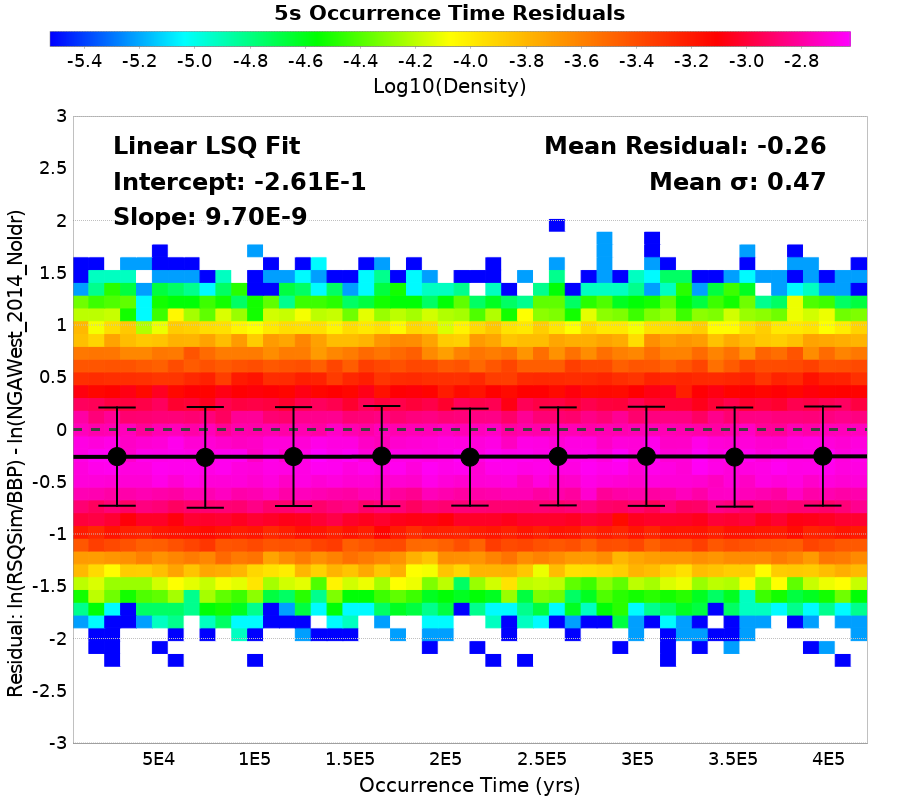 5s Occurrence Time Residuals
-5.4 -5.2 -5.0 -4.8 -4.6 -4.4 -4.2 -4.0 -3.8 -3.6 -3.4 -3.2 -3.0 -2.8
Log10(Density)
Linear LSQ Fit
Intercept: -2.61E-1
Slope: 9.70E-9
Mean Residual: -0.26
Mean σ: 0.47
Residual: ln(RSQSim/BBP) - ln(NGAWest_2014_NoIdr)
3
2.5
2
1.5
1
0.5
0
-0.5
-1
-1.5
-2
-2.5
-3
5E4 1E5 1.5E5 2E5 2.5E5 3E5 3.5E5 4E5
Occurrence Time (yrs)